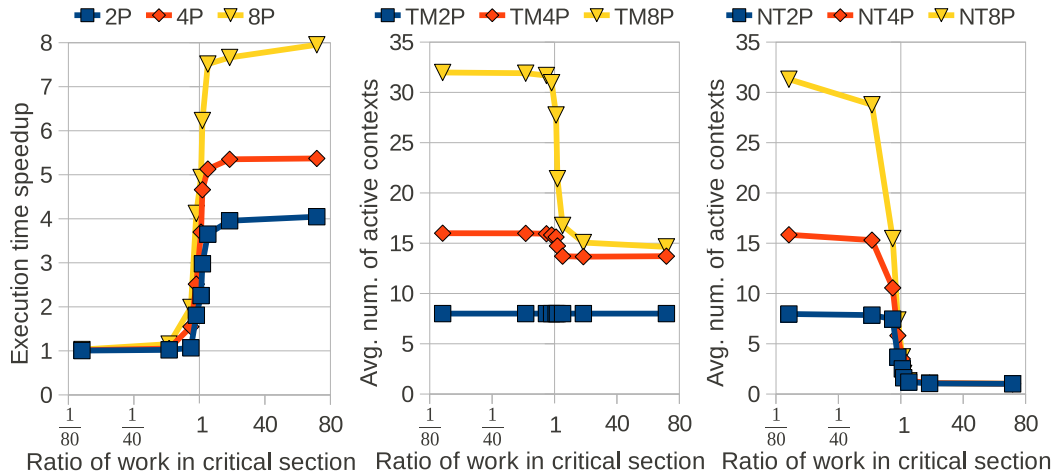 2P 4P 8P
Execution time speedup
8
7
6
5
4
3
2
1
0
1/80 1/40 1 40 80
Ratio of work in critical section
TM2P TM4P TM8P
Avg. num. of active contexts
35
30
25
20
15
10
5
0
1/80 1/40 1 40 80
Ratio of work in critical section
NT2P NT4P NT8P
Avg. num. of active contexts
35
30
25
20
15
10
5
0
1/80 1/40 1 40 80
Ratio of work in critical section